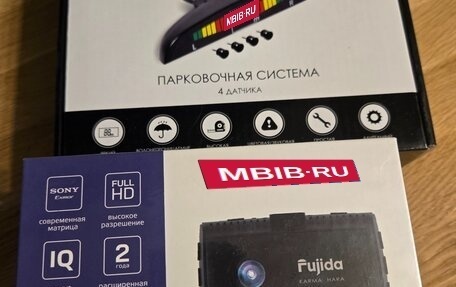 MBIB·RU
ПАРКОВОЧНАЯ СИСТЕМА
4 ДАТЧИКА
MBIB·RU
SONY
FULL
HD
современная
матрица
высокое
разрешение
IQ
2
года
расширенная
Fujida
KARMA